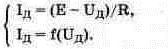 I_Д = (E – U_Д)/R,
I_Д = f(U_Д).